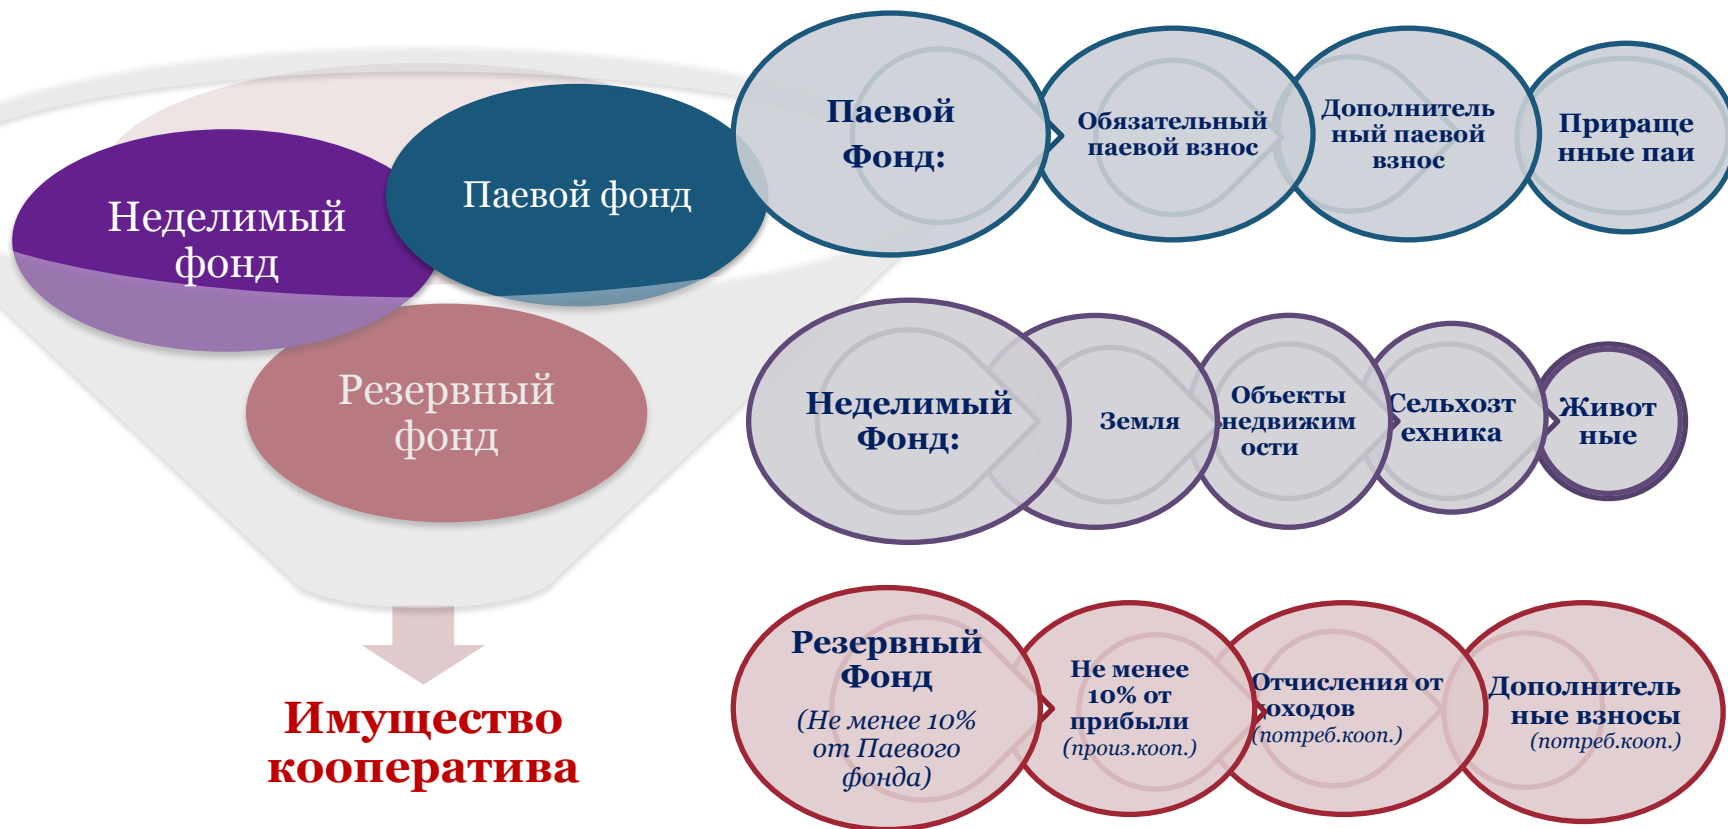 Неделимый
фонд
Паевой фонд
Резервный
фонд
Имущество
кооператива
Паевой
Фонд:
Обязательный
паевой взнос
Дополнитель
ный паевой
взнос
Прираще
нные паи
Неделимый
Фонд:
Земля
Объекты
недвижим
ости
Сельхозт
ехника
Живот
ные
Резервный
Фонд
(Не менее 10%
от Паевого
фонда)
Не менее
10% от
прибыли
(произ.кооп.)
Отчисления от
доходов
(потреб.кооп.)
Дополнитель
ные взносы
(потреб.кооп.)